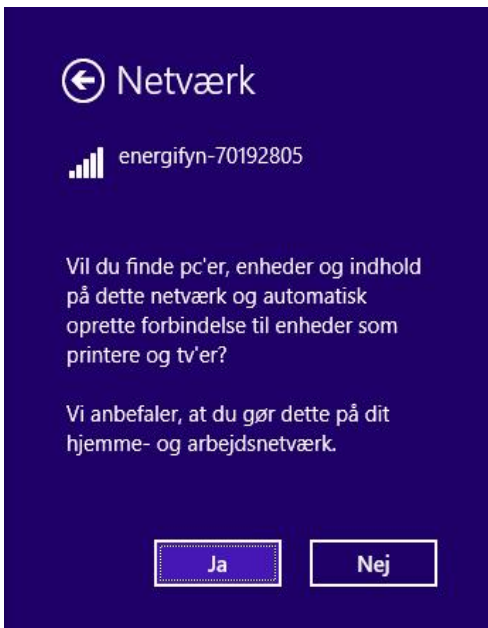 Netværk
energifyn-70192805
Vil du finde pc'er, enheder og indhold
på dette netværk og automatisk
oprette forbindelse til enheder som
printere og tv'er?
Vi anbefaler, at du gør dette på dit
hjemme- og arbejdsnetværk.
Ja Nej